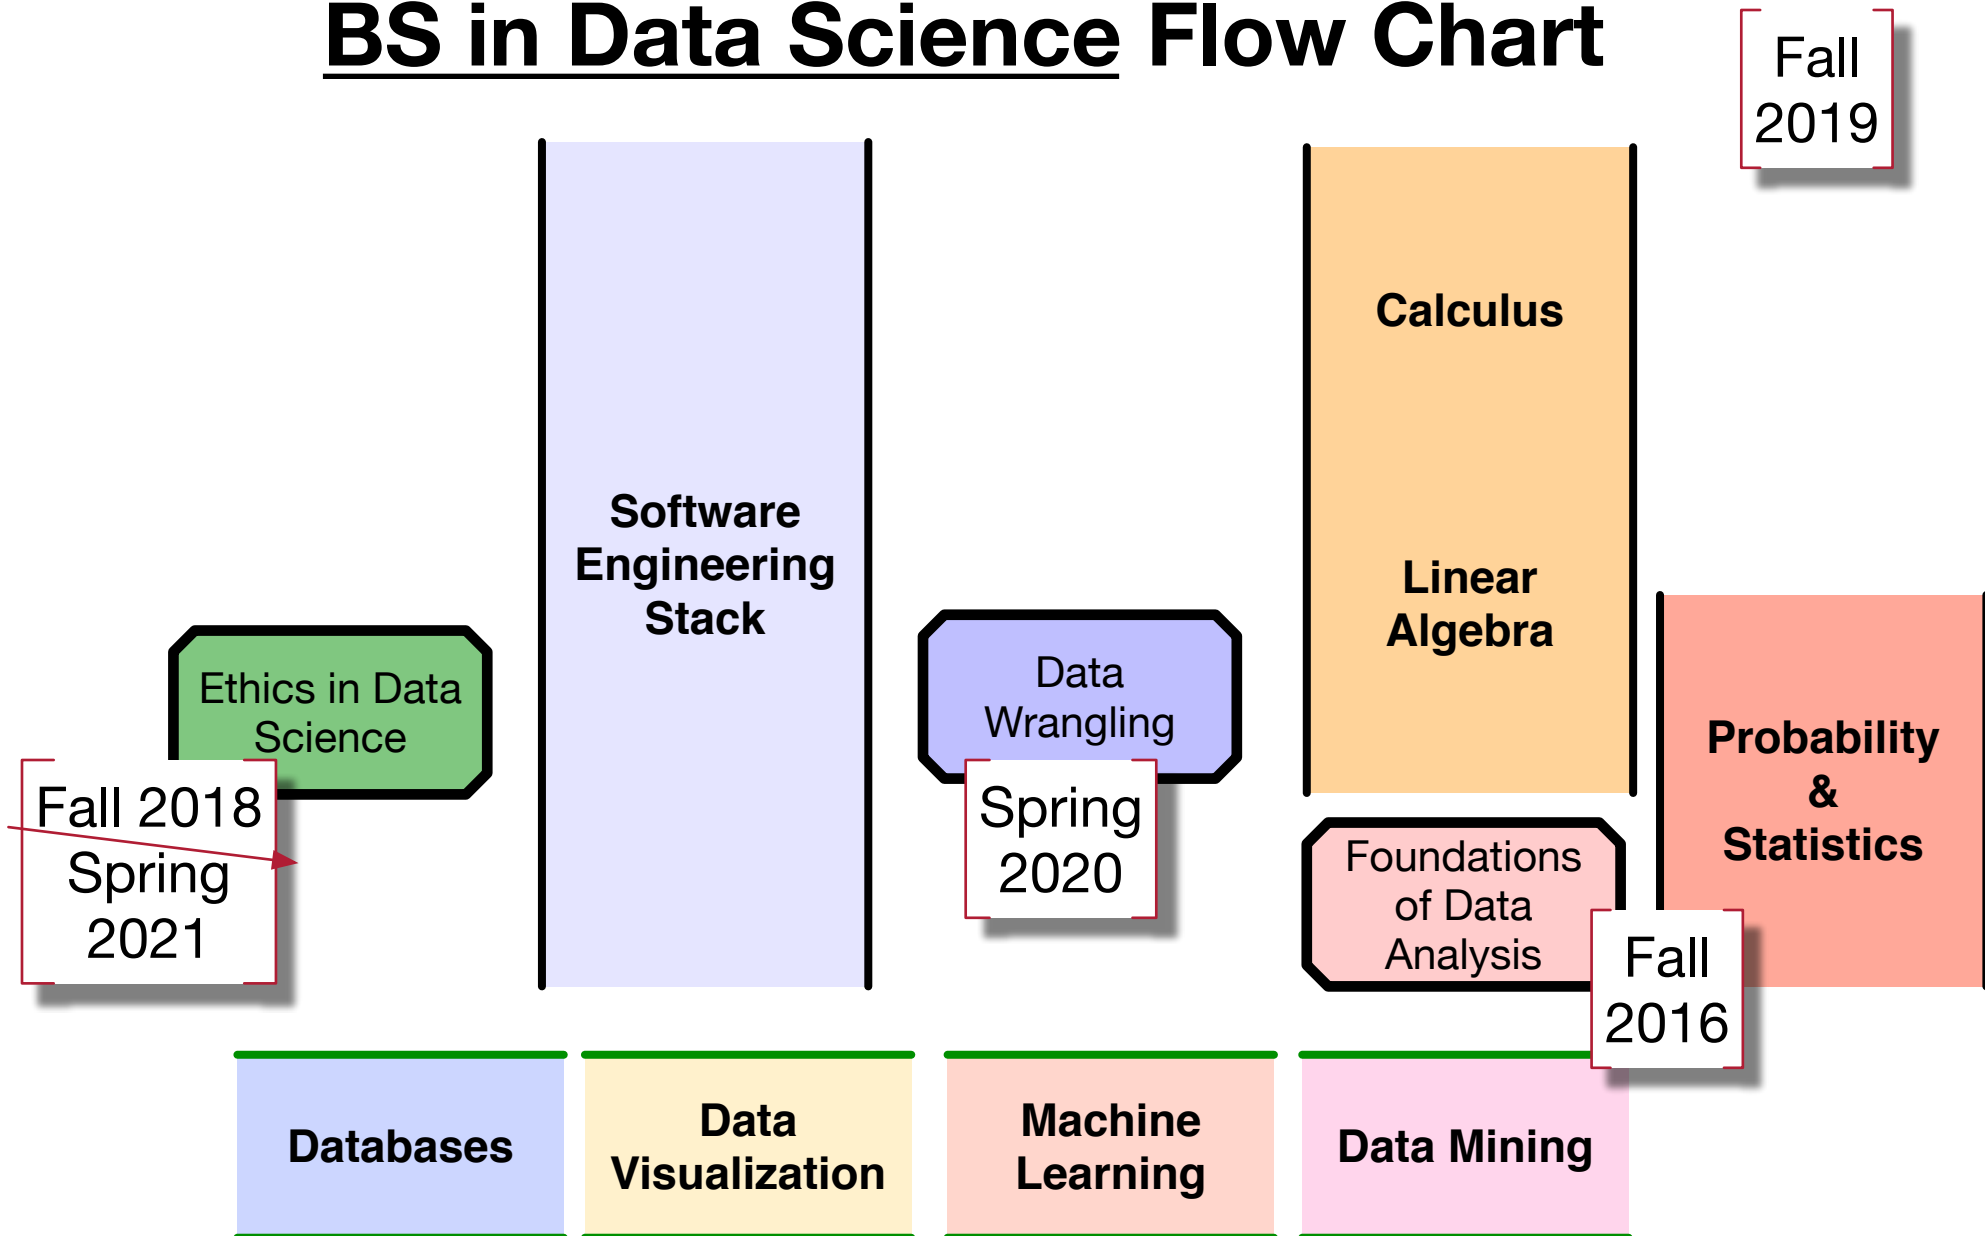 BS in Data Science Flow Chart
Fall
2019
Calculus
Software
Engineering
Stack
Linear
Algebra
Ethics in Data
Science
Data
Wrangling
Probability
&
Statistics
Fall 2018
Spring
2021
Spring
2020
Foundations
of Data
Analysis
Fall
2016
Databases
Data
Visualization
Machine
Learning
Data Mining